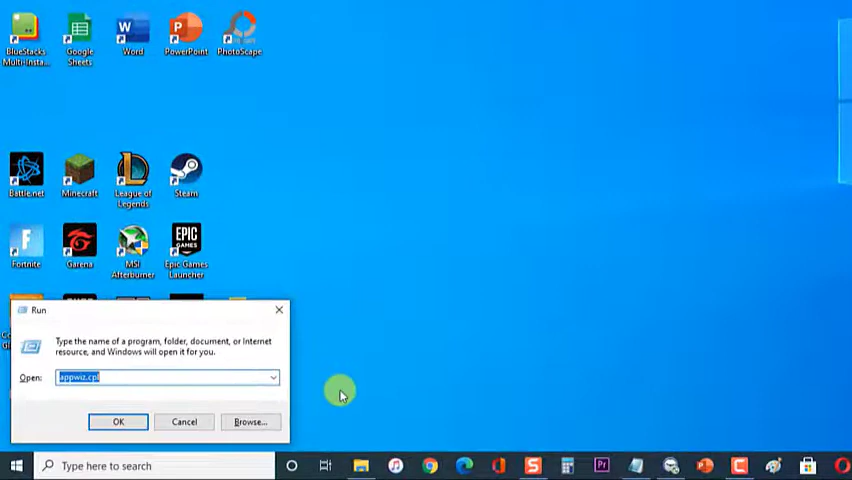 BlueStacks
Multi-Insta...
Google
Sheets
Word
PowerPoint
PhotoScape
Battle.net
Minecraft
League of
Legends
Steam
Fortnite
Garena
MSI
Afterburner
EPIC
GAMES
Epic Games
Launcher
Run
Type the name of a program, folder, document, or Internet
resource, and Windows will open it for you.
Open:
appwiz.cpl
OK
Cancel
Browse...
Type here to search